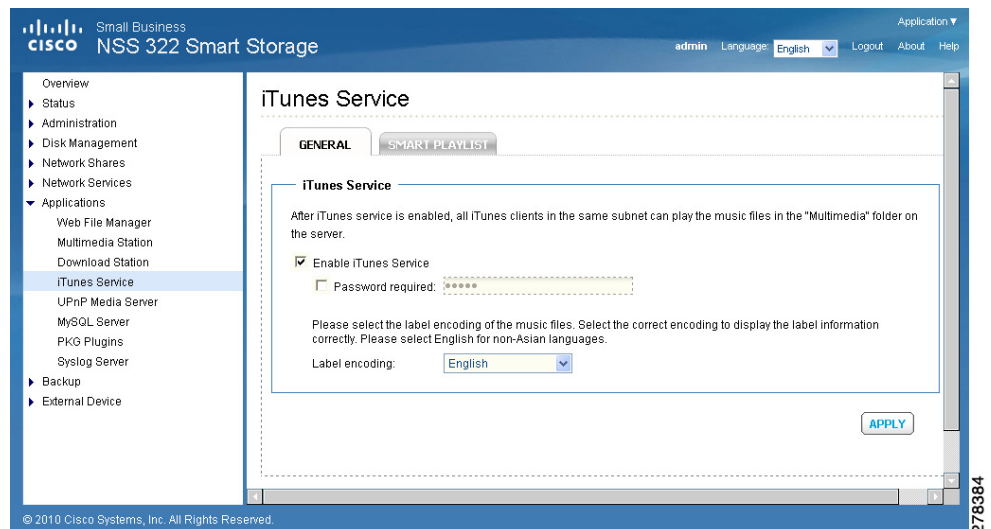 Small Business
CISCO NSS 322 Smart Storage
Application ▼
admin Language: English Logout About Help
Overview
Status
Administration
Disk Management
Network Shares
Network Services
Applications
Web File Manager
Multimedia Station
Download Station
iTunes Service
UPnP Media Server
MySQL Server
PKG Plugins
Syslog Server
Backup
External Device
iTunes Service
GENERAL SMART PLAYLIST
iTunes Service
After iTunes service is enabled, all iTunes clients in the same subnet can play the music files in the "Multimedia" folder on
the server.
Enable iTunes Service
Password required: •••••
Please select the label encoding of the music files. Select the correct encoding to display the label information
correctly. Please select English for non-Asian languages.
Label encoding: English
APPLY
© 2010 Cisco Systems, Inc. All Rights Reserved.
278384